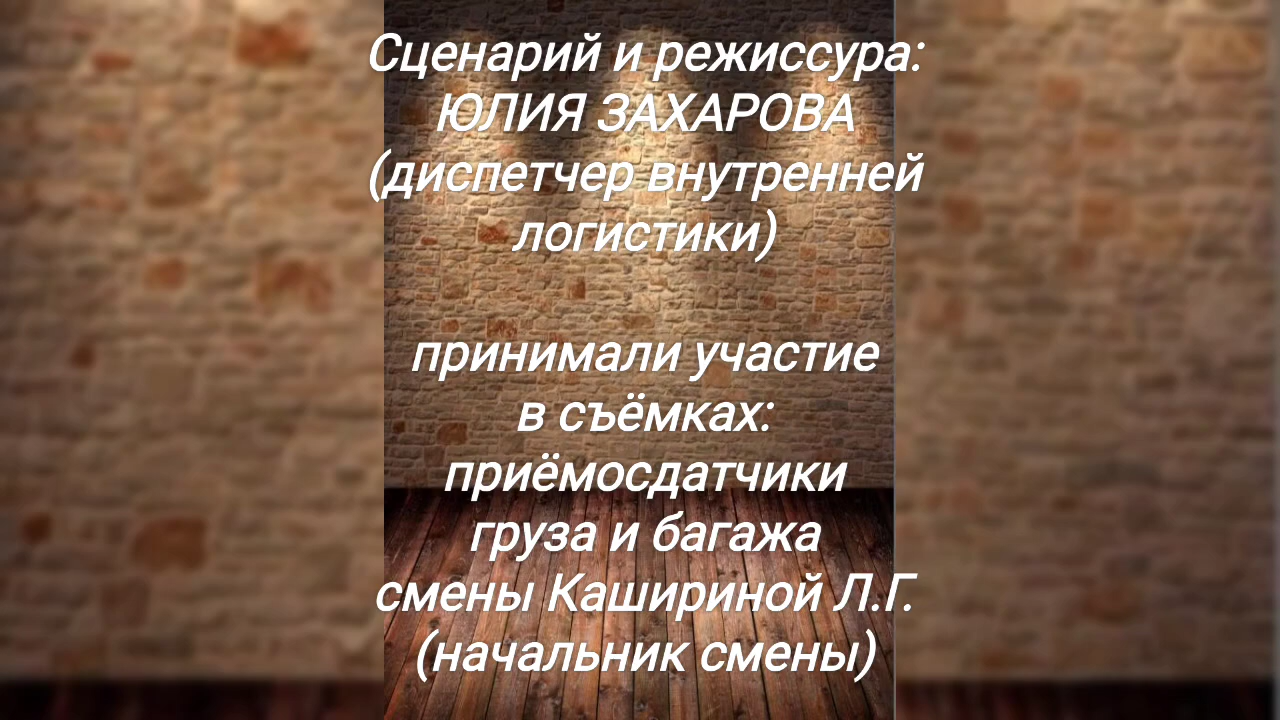 Сценарий и режиссура:
ЮЛИЯ ЗАХАРОВА
(диспетчер внутренней
логистики)
принимали участие
в съёмках:
приёмосдатчики
груза и багажа
смены Кашириной Л.Г.
(начальник смены)